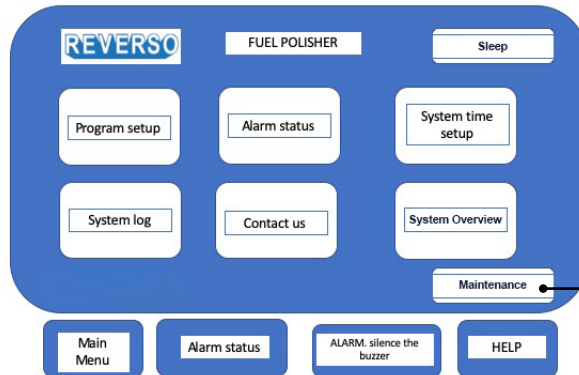 REVERSO
FUEL POLISHER
Sleep
Program setup
Alarm status
System time
setup
System log
Contact us
System Overview
Maintenance
Main
Menu
Alarm status
ALARM. silence the
buzzer
HELP